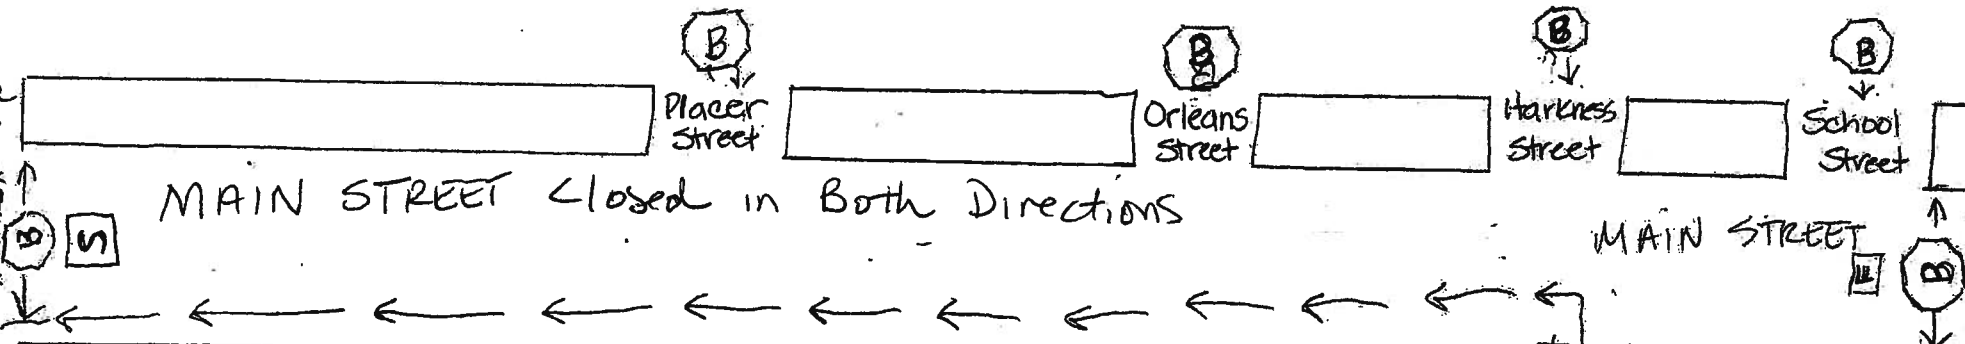 B
B
B
B
Placer
Street
Orleans
Street
Harkness
Street
School
Street
MAIN STREET Closed in Both Directions
MAIN STREET
B
S
E
B